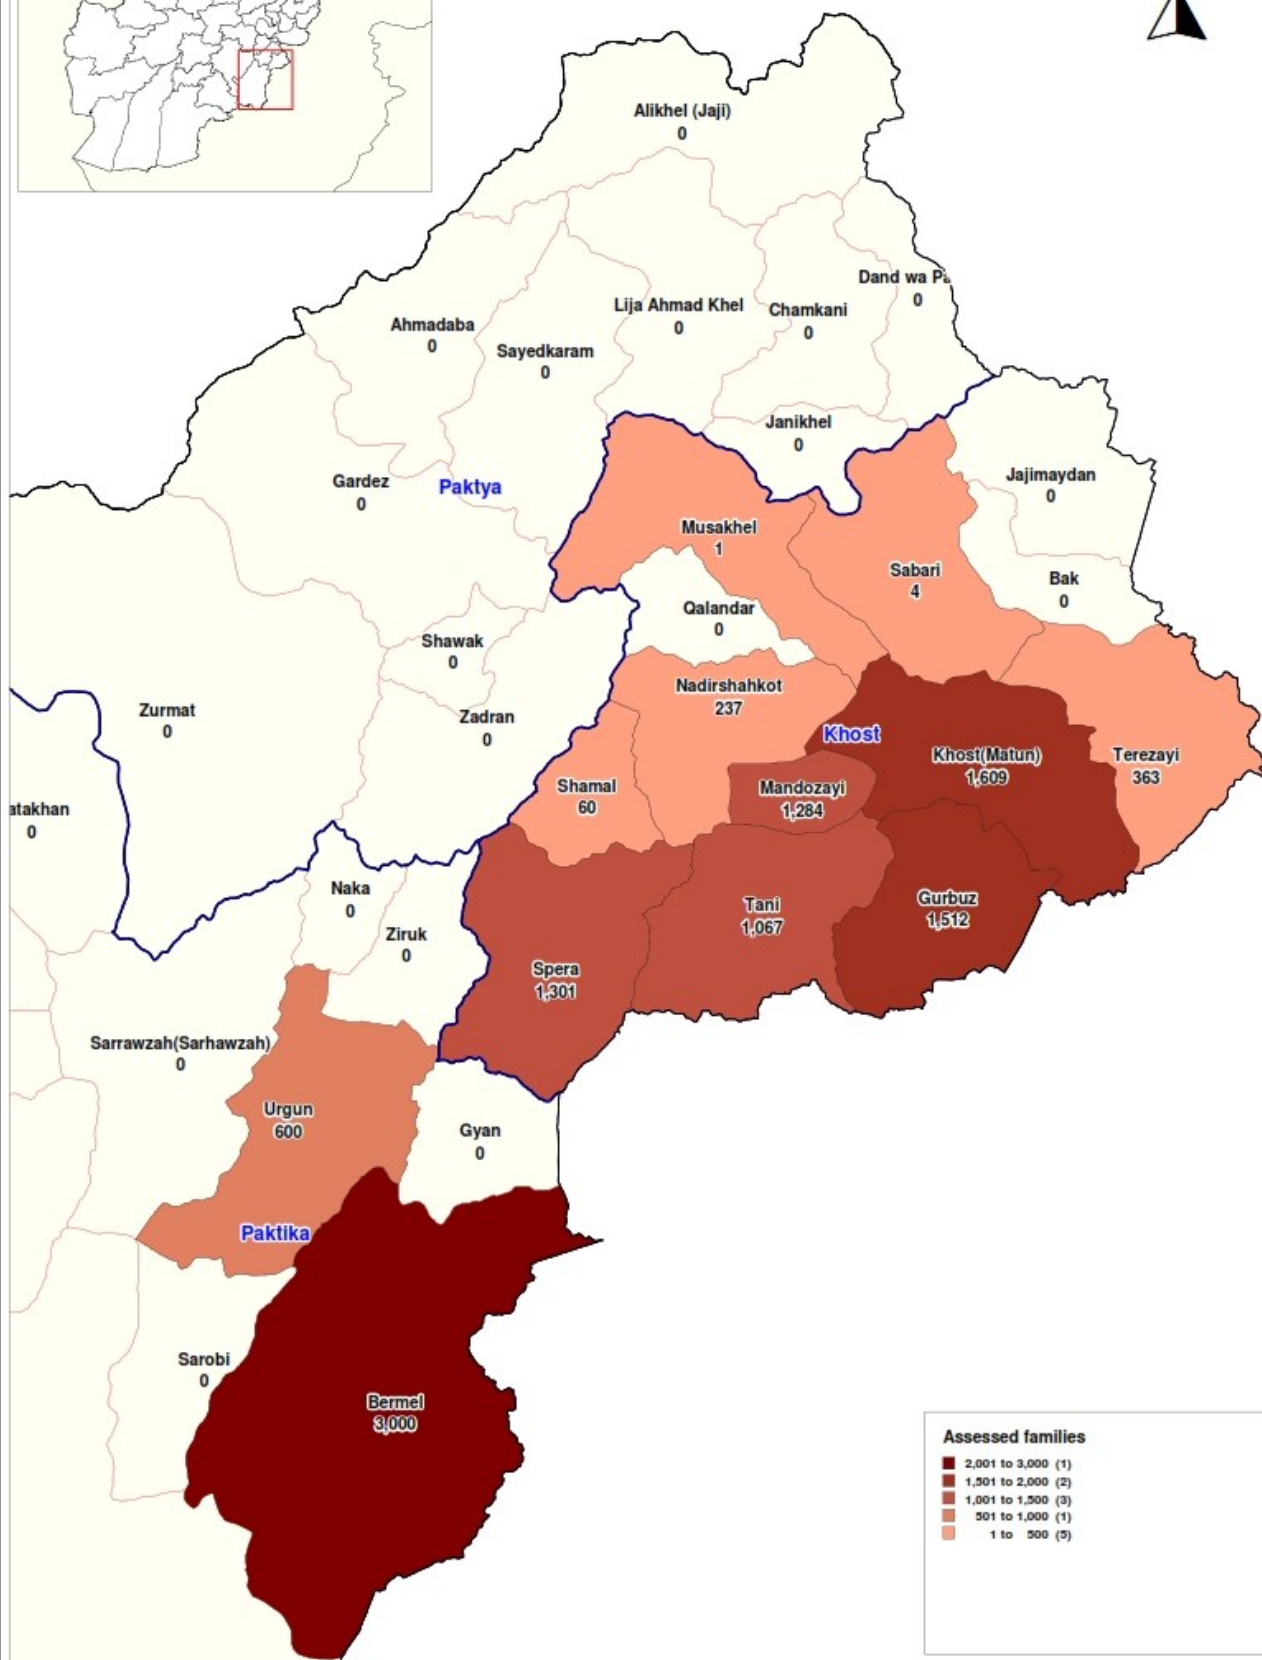 Alikhel (Jaji)
0
Dand wa Pa
0
Lija Ahmad Khel
0
Chamkani
0
Ahmadaba
0
Sayedkaram
0
Janikhel
0
Jajimaydan
0
Gardez
0
Paktya
Musakhel
1
Sabari
4
Bak
0
Qalandar
0
Shawak
0
Nadirshahkot
237
Zurmat
0
Zadran
0
Khost
Khost(Matun)
1,609
Terezayi
363
Shamal
60
Mandozayi
1,284
atakhan
0
Naka
0
Ziruk
0
Tani
1,067
Gurbuz
1,512
Spera
1,301
Sarrawzah(Sarhawzah)
0
Urgun
600
Gyan
0
Paktika
Sarobi
0
Bermel
3,000
Assessed families
2,001 to 3,000 (1)
1,501 to 2,000 (2)
1,001 to 1,500 (3)
501 to 1,000 (1)
1 to 500 (5)